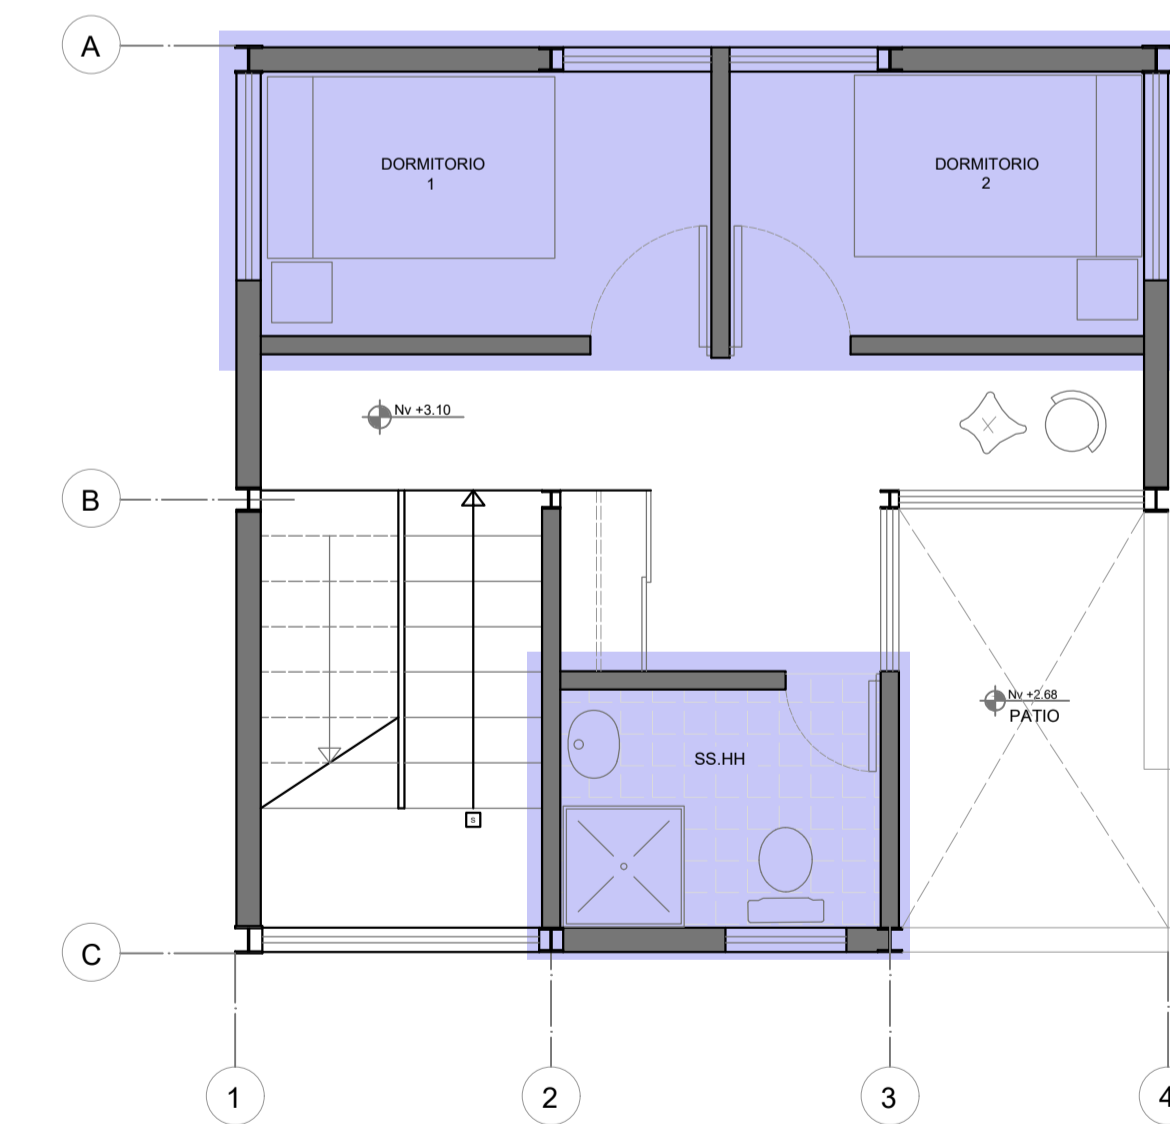 A
DORMITORIO
1
DORMITORIO
2
Nv +3.10
B
Nv +2.68
PATIO
SS.HH
S
C
1
2
3
4